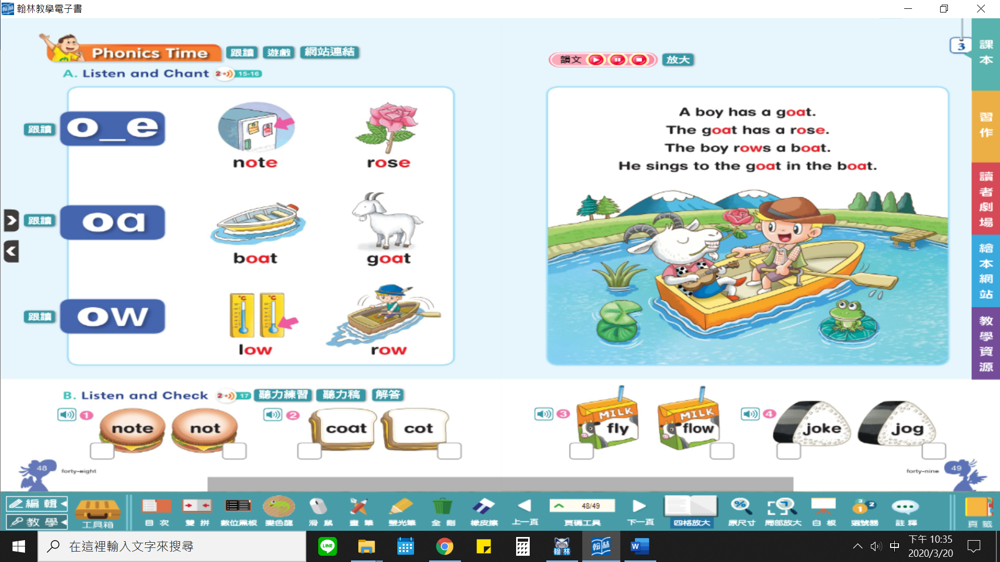 翰林教學電子書
Phonics Time 跟讀 遊戲 網站連結
A. Listen and Chant 2 15-16
跟讀 o_e
note rose
跟讀 oa
boat goat
跟讀 ow
°C °C
low row
韻文 放大
A boy has a goat.
The goat has a rose.
The boy rows a boat.
He sings to the goat in the boat.
3
課本
習作
讀者劇場
繪本網站
教學資源
B. Listen and Check 2 17 聽力練習 聽力稿 解答
1 note not
2 coat cot
3 MILK fly MILK flow
4 joke jog
48 forty-eight
forty-nine 49
編輯
教學
工具箱 目次 雙拼 數位黑板 變色龍 滑鼠 畫筆 螢光筆 全刪 橡皮擦 上一頁 48/49 頁碼工具 下一頁 四格放大 原尺寸 局部放大 白板 選號器 註釋 頁籤
在這裡輸入文字來搜尋
LINE
翰林
翰林
W
中
下午 10:35
2020/3/20